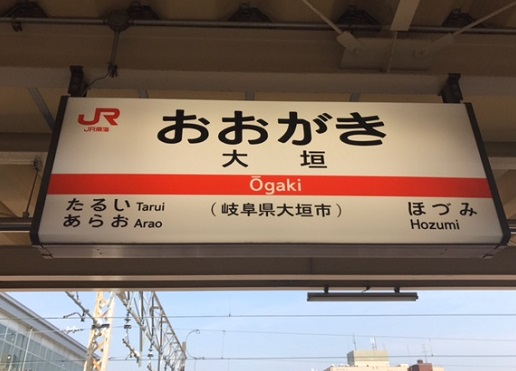 JR
JR東海
おおがき
大垣
Ōgaki
たるい Tarui
あらお Arao
（岐阜県大垣市）
ほづみ
Hozumi